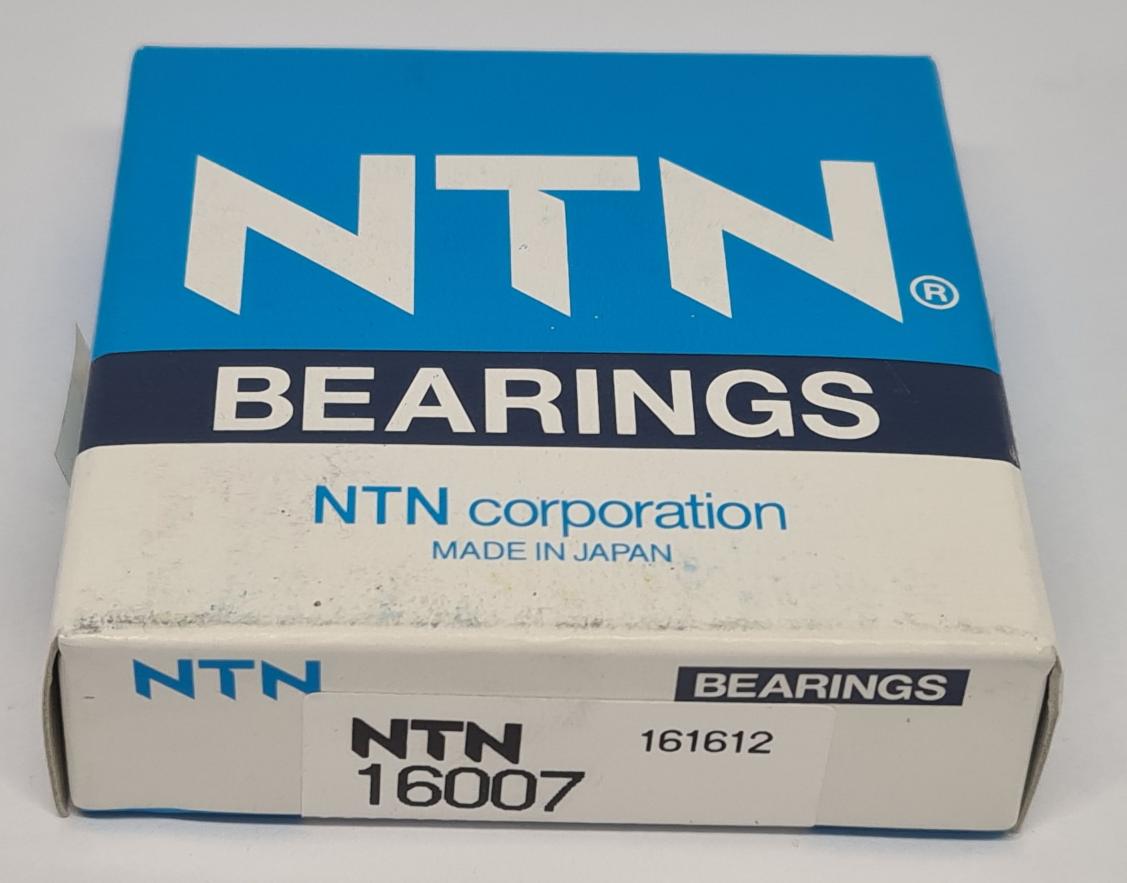 NTN®
BEARINGS
NTN corporation
MADE IN JAPAN
NTN BEARINGS
NTN 161612
16007